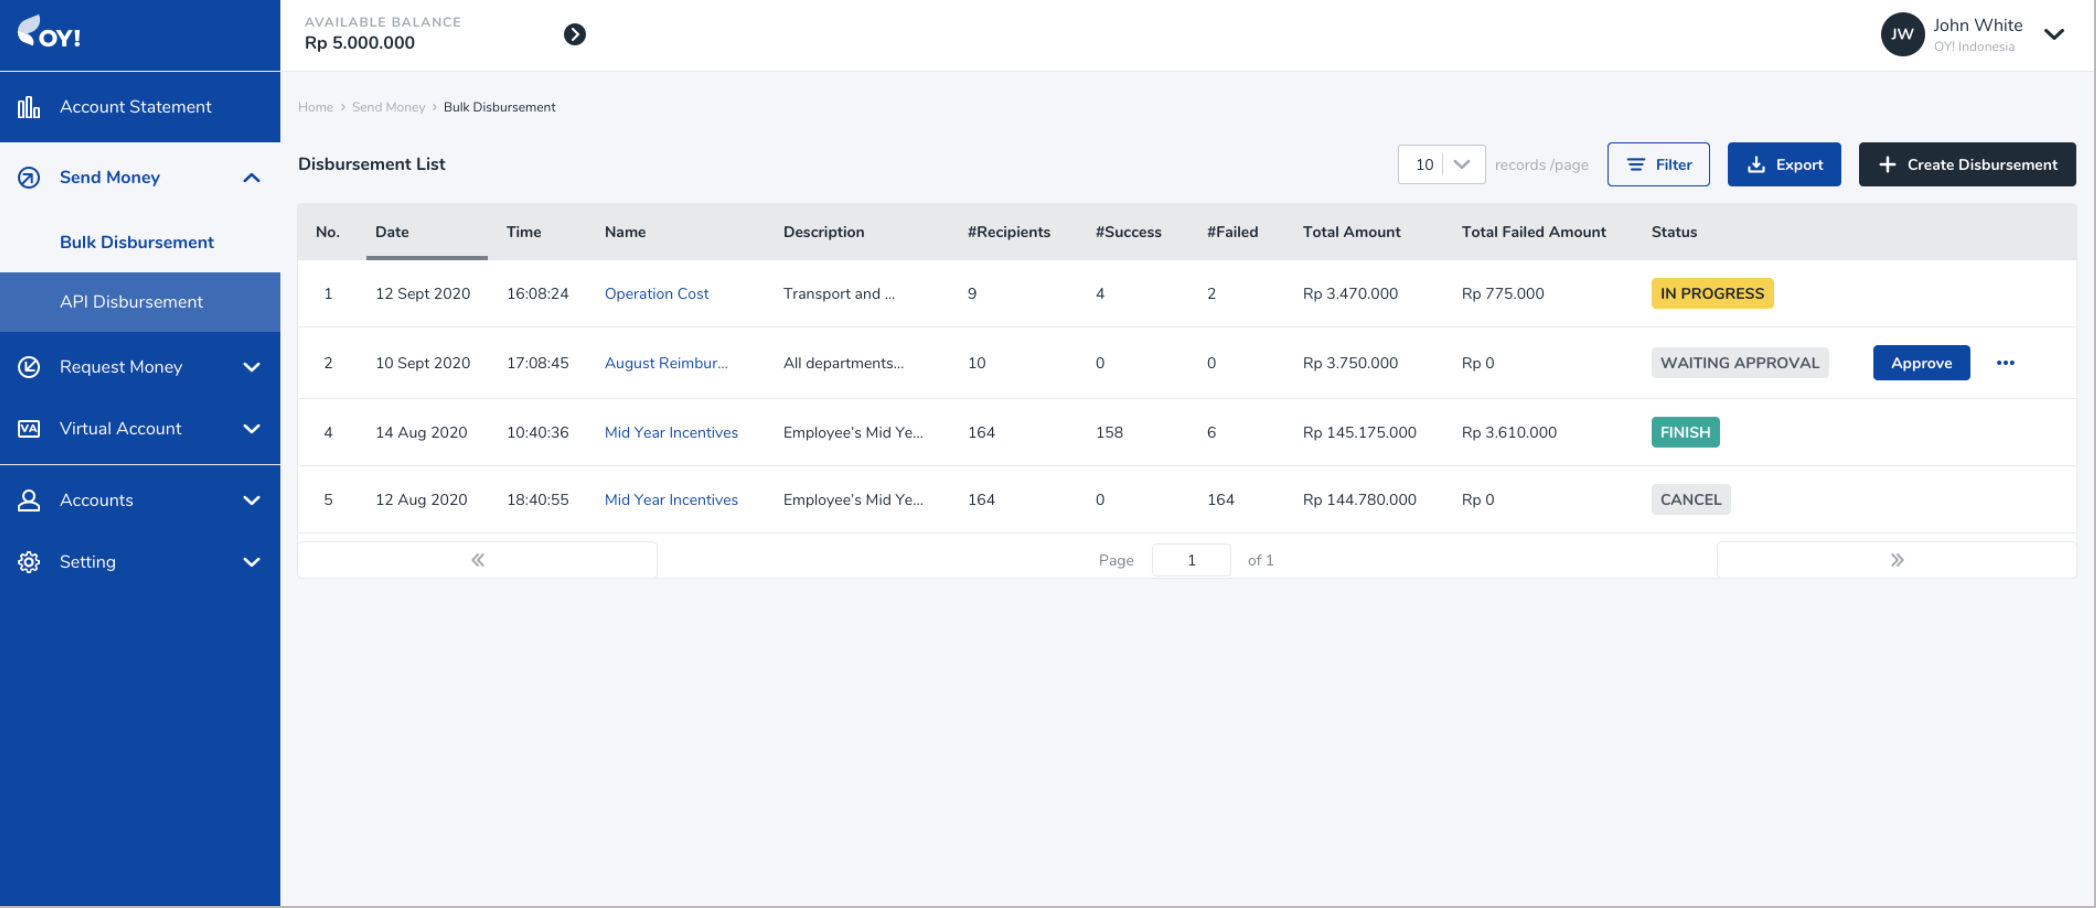 OY!
AVAILABLE BALANCE
Rp 5.000.000
JW
John White
OY! Indonesia
Account Statement
Send Money
Bulk Disbursement
API Disbursement
Request Money
VA Virtual Account
Accounts
Setting
Home > Send Money > Bulk Disbursement
Disbursement List
10 records /page Filter Export + Create Disbursement
No. Date Time Name Description #Recipients #Success #Failed Total Amount Total Failed Amount Status
1 12 Sept 2020 16:08:24 Operation Cost Transport and ... 9 4 2 Rp 3.470.000 Rp 775.000 IN PROGRESS
2 10 Sept 2020 17:08:45 August Reimbur... All departments... 10 0 0 Rp 3.750.000 Rp 0 WAITING APPROVAL Approve •••
4 14 Aug 2020 10:40:36 Mid Year Incentives Employee’s Mid Ye... 164 158 6 Rp 145.175.000 Rp 3.610.000 FINISH
5 12 Aug 2020 18:40:55 Mid Year Incentives Employee’s Mid Ye... 164 0 164 Rp 144.780.000 Rp 0 CANCEL
« Page 1 of 1 »